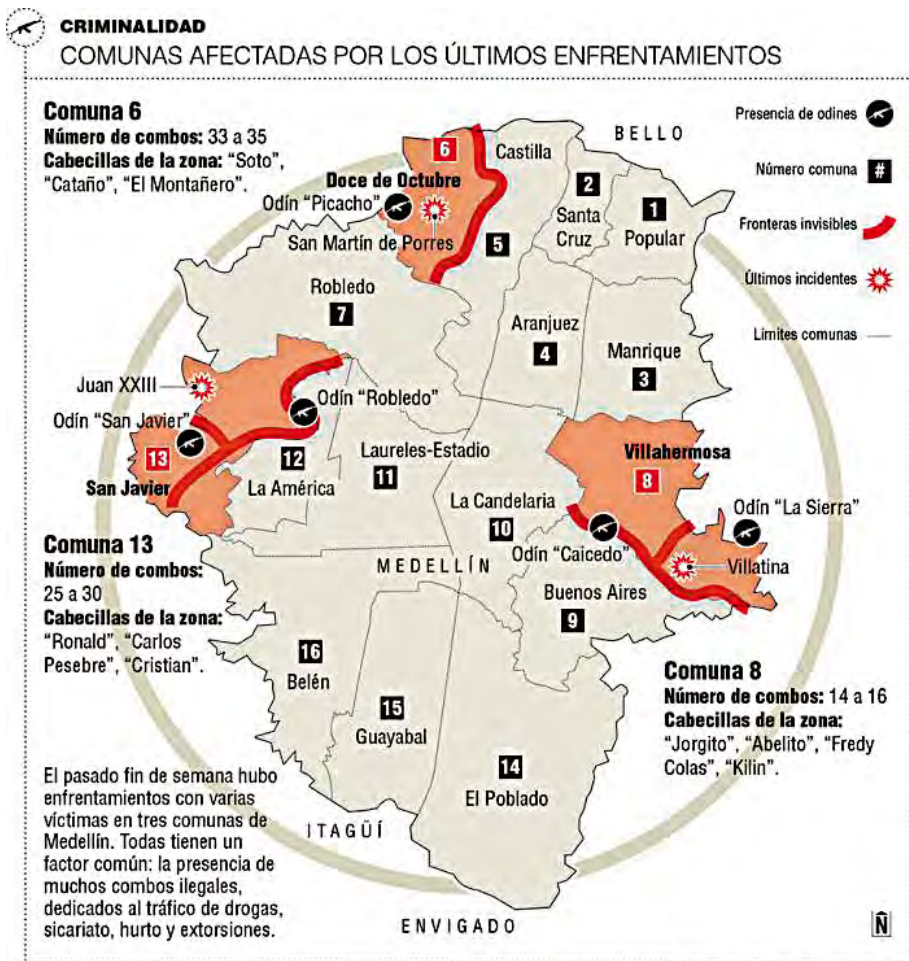 CRIMINALIDAD
COMUNAS AFECTADAS POR LOS ÚLTIMOS ENFRENTAMIENTOS
Comuna 6
Número de combos: 33 a 35
Cabecillas de la zona: “Soto”,
“Cataño”, “El Montañero”.
Presencia de odines
Número comuna #
Fronteras invisibles
Últimos incidentes
Límites comunas
BELLO
6
Castilla
Doce de Octubre
Odín “Picacho”
San Martín de Porres
5
2
Santa
Cruz
1
Popular
Robledo
7
Aranjuez
4
Manrique
3
Juan XXIII
Odín “Robledo”
Odín “San Javier”
13
San Javier
12
La América
Laureles-Estadio
11
Villahermosa
8
La Candelaria
10
Odín “La Sierra”
Odín “Caicedo”
Villatina
MEDELLÍN
Buenos Aires
9
Comuna 13
Número de combos:
25 a 30
Cabecillas de la zona:
“Ronald”, “Carlos
Pesebre”, “Cristian”.
16
Belén
15
Guayabal
14
El Poblado
Comuna 8
Número de combos: 14 a 16
Cabecillas de la zona:
“Jorgito”, “Abelito”, “Fredy
Colas”, “Kilin”.
El pasado fin de semana hubo
enfrentamientos con varias
víctimas en tres comunas de
Medellín. Todas tienen un
factor común: la presencia de
muchos combos ilegales,
dedicados al tráfico de drogas,
sicariato, hurto y extorsiones.
ITAGÜÍ
ENVIGADO
N